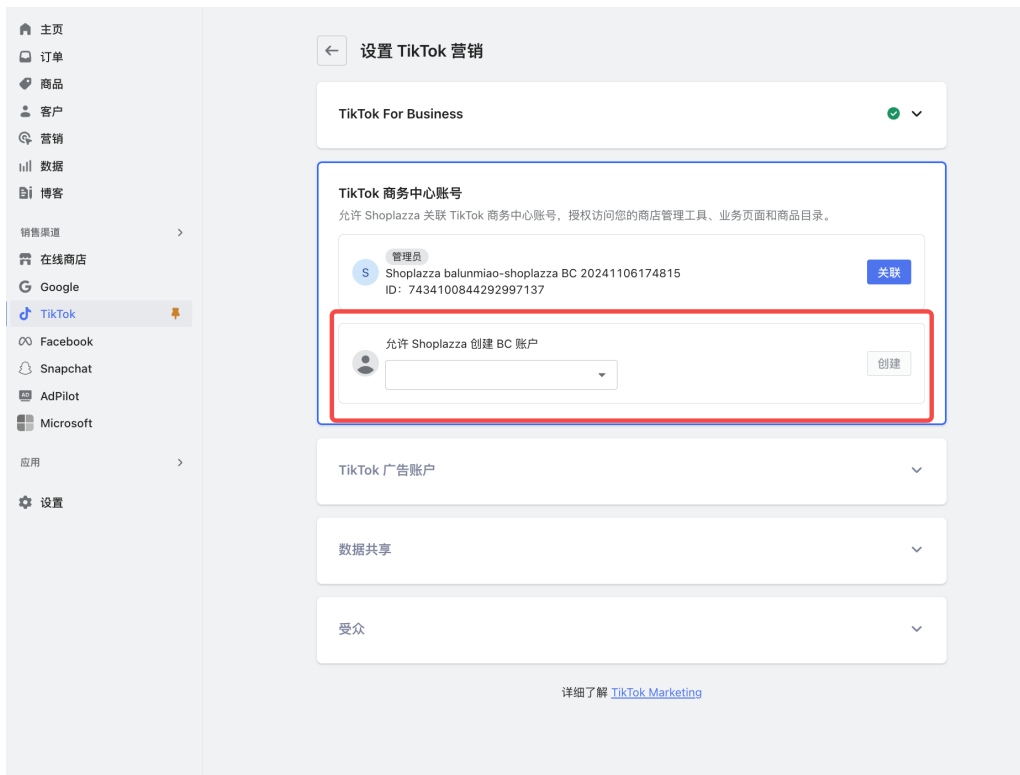 主页
订单
商品
客户
营销
数据
博客
销售渠道
在线商店
Google
TikTok
Facebook
Snapchat
AdPilot
Microsoft
应用
设置
设置 TikTok 营销
TikTok For Business
TikTok 商务中心账号
允许 Shoplazza 关联 TikTok 商务中心账号，授权访问您的商店管理工具、业务页面和商品目录。
S
管理员
Shoplazza balunmiao-shoplazza BC 20241106174815
ID：7434100844292997137
关联
允许 Shoplazza 创建 BC 账户
创建
TikTok 广告账户
数据共享
受众
详细了解 TikTok Marketing